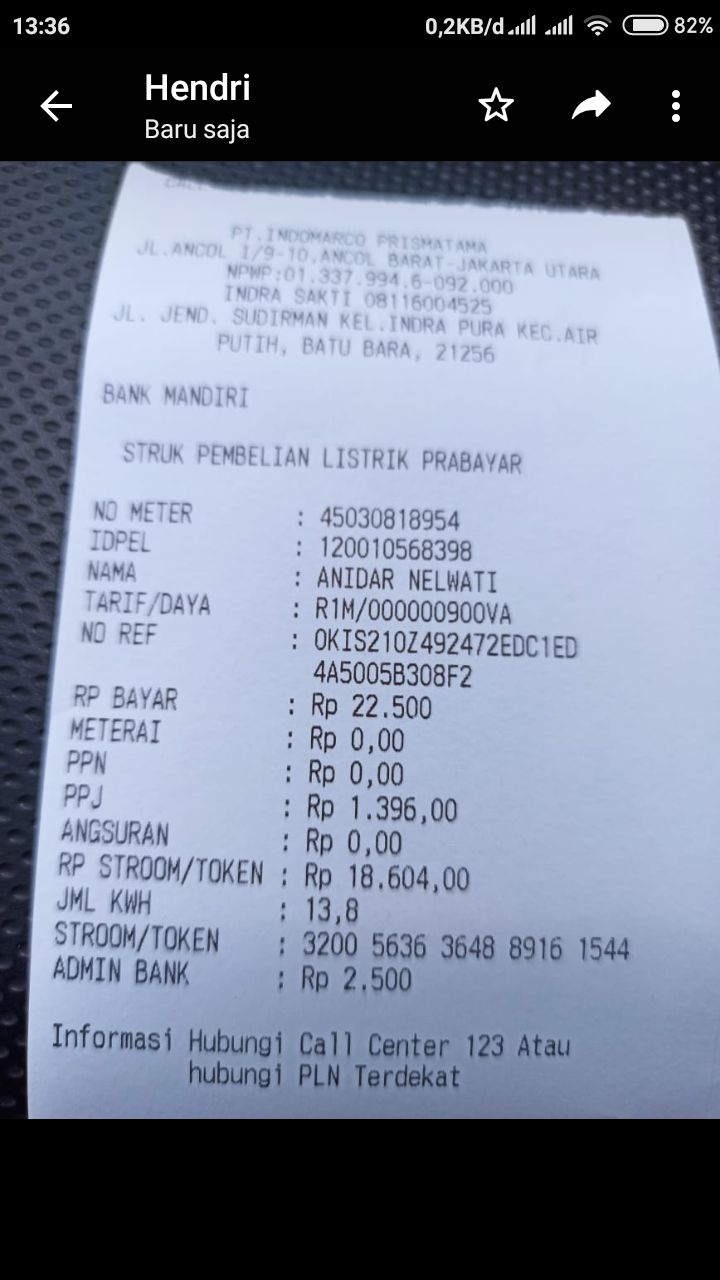 13:36
0,2KB/d
82%
Hendri
Baru saja
PT.INDOMARCO PRISMATAMA
JL.ANCOL I/9-10,ANCOL BARAT-JAKARTA UTARA
NPWP:01.337.994.6-092.000
INDRA SAKTI 08116004525
JL. JEND. SUDIRMAN KEL.INDRA PURA KEC.AIR
PUTIH, BATU BARA, 21256
BANK MANDIRI
STRUK PEMBELIAN LISTRIK PRABAYAR
NO METER : 45030818954
IDPEL : 120010568398
NAMA : ANIDAR NELWATI
TARIF/DAYA : R1M/000000900VA
NO REF : 0KIS210Z492472EDC1ED
4A5005B308F2
RP BAYAR : Rp 22.500
METERAI : Rp 0,00
PPN : Rp 0,00
PPJ : Rp 1.396,00
ANGSURAN : Rp 0,00
RP STROOM/TOKEN : Rp 18.604,00
JML KWH : 13,8
STROOM/TOKEN : 3200 5636 3648 8916 1544
ADMIN BANK : Rp 2.500
Informasi Hubungi Call Center 123 Atau
hubungi PLN Terdekat